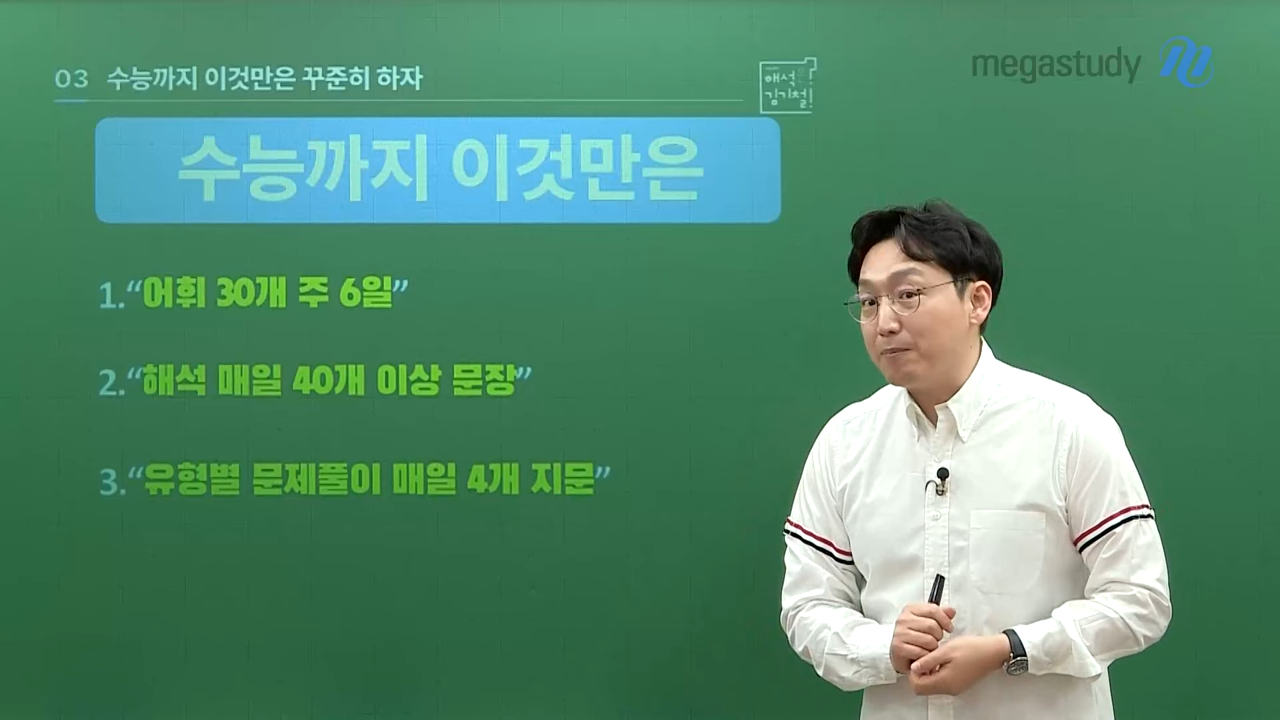 03 수능까지 이것만은 꾸준히 하자
해석은!
김기철!
megastudy
수능까지 이것만은
1.“어휘 30개 주 6일”
2.“해석 매일 40개 이상 문장”
3.“유형별 문제풀이 매일 4개 지문”